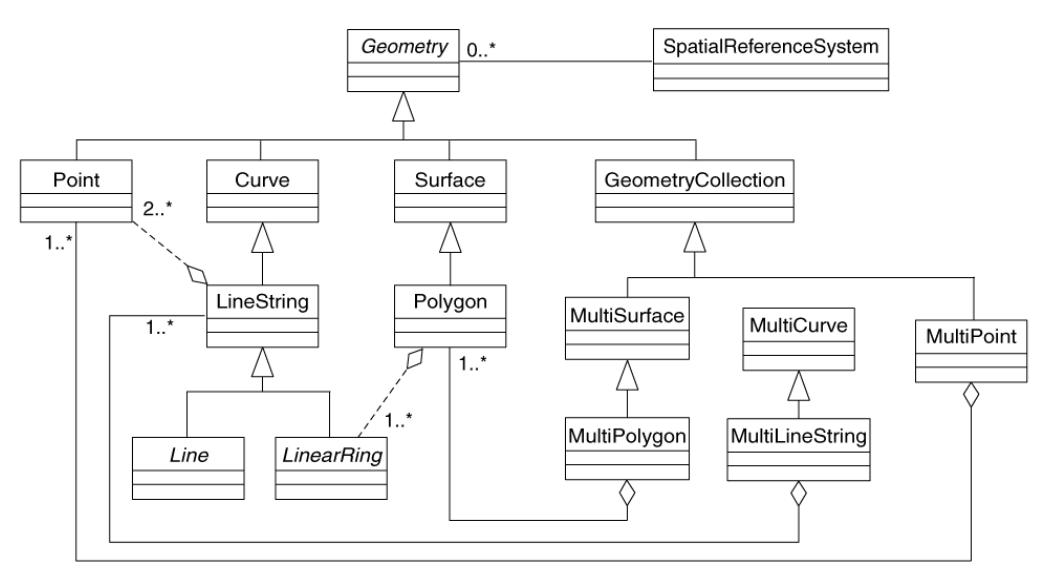 Geometry
0..*
SpatialReferenceSystem
Point
Curve
Surface
GeometryCollection
2..*
1..*
LineString
Polygon
MultiSurface
MultiCurve
MultiPoint
1..*
1..*
1..*
Line
LinearRing
MultiPolygon
MultiLineString